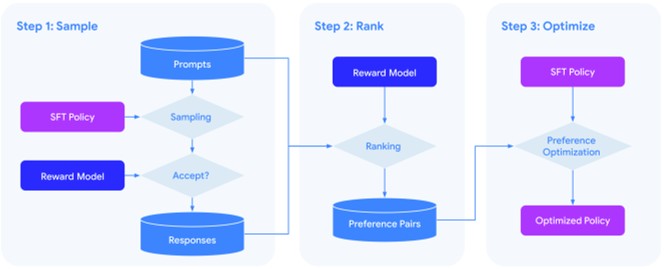 Step 1: Sample
Prompts
SFT Policy
Sampling
Reward Model
Accept?
Responses
Step 2: Rank
Reward Model
Ranking
Preference Pairs
Step 3: Optimize
SFT Policy
Preference
Optimization
Optimized Policy